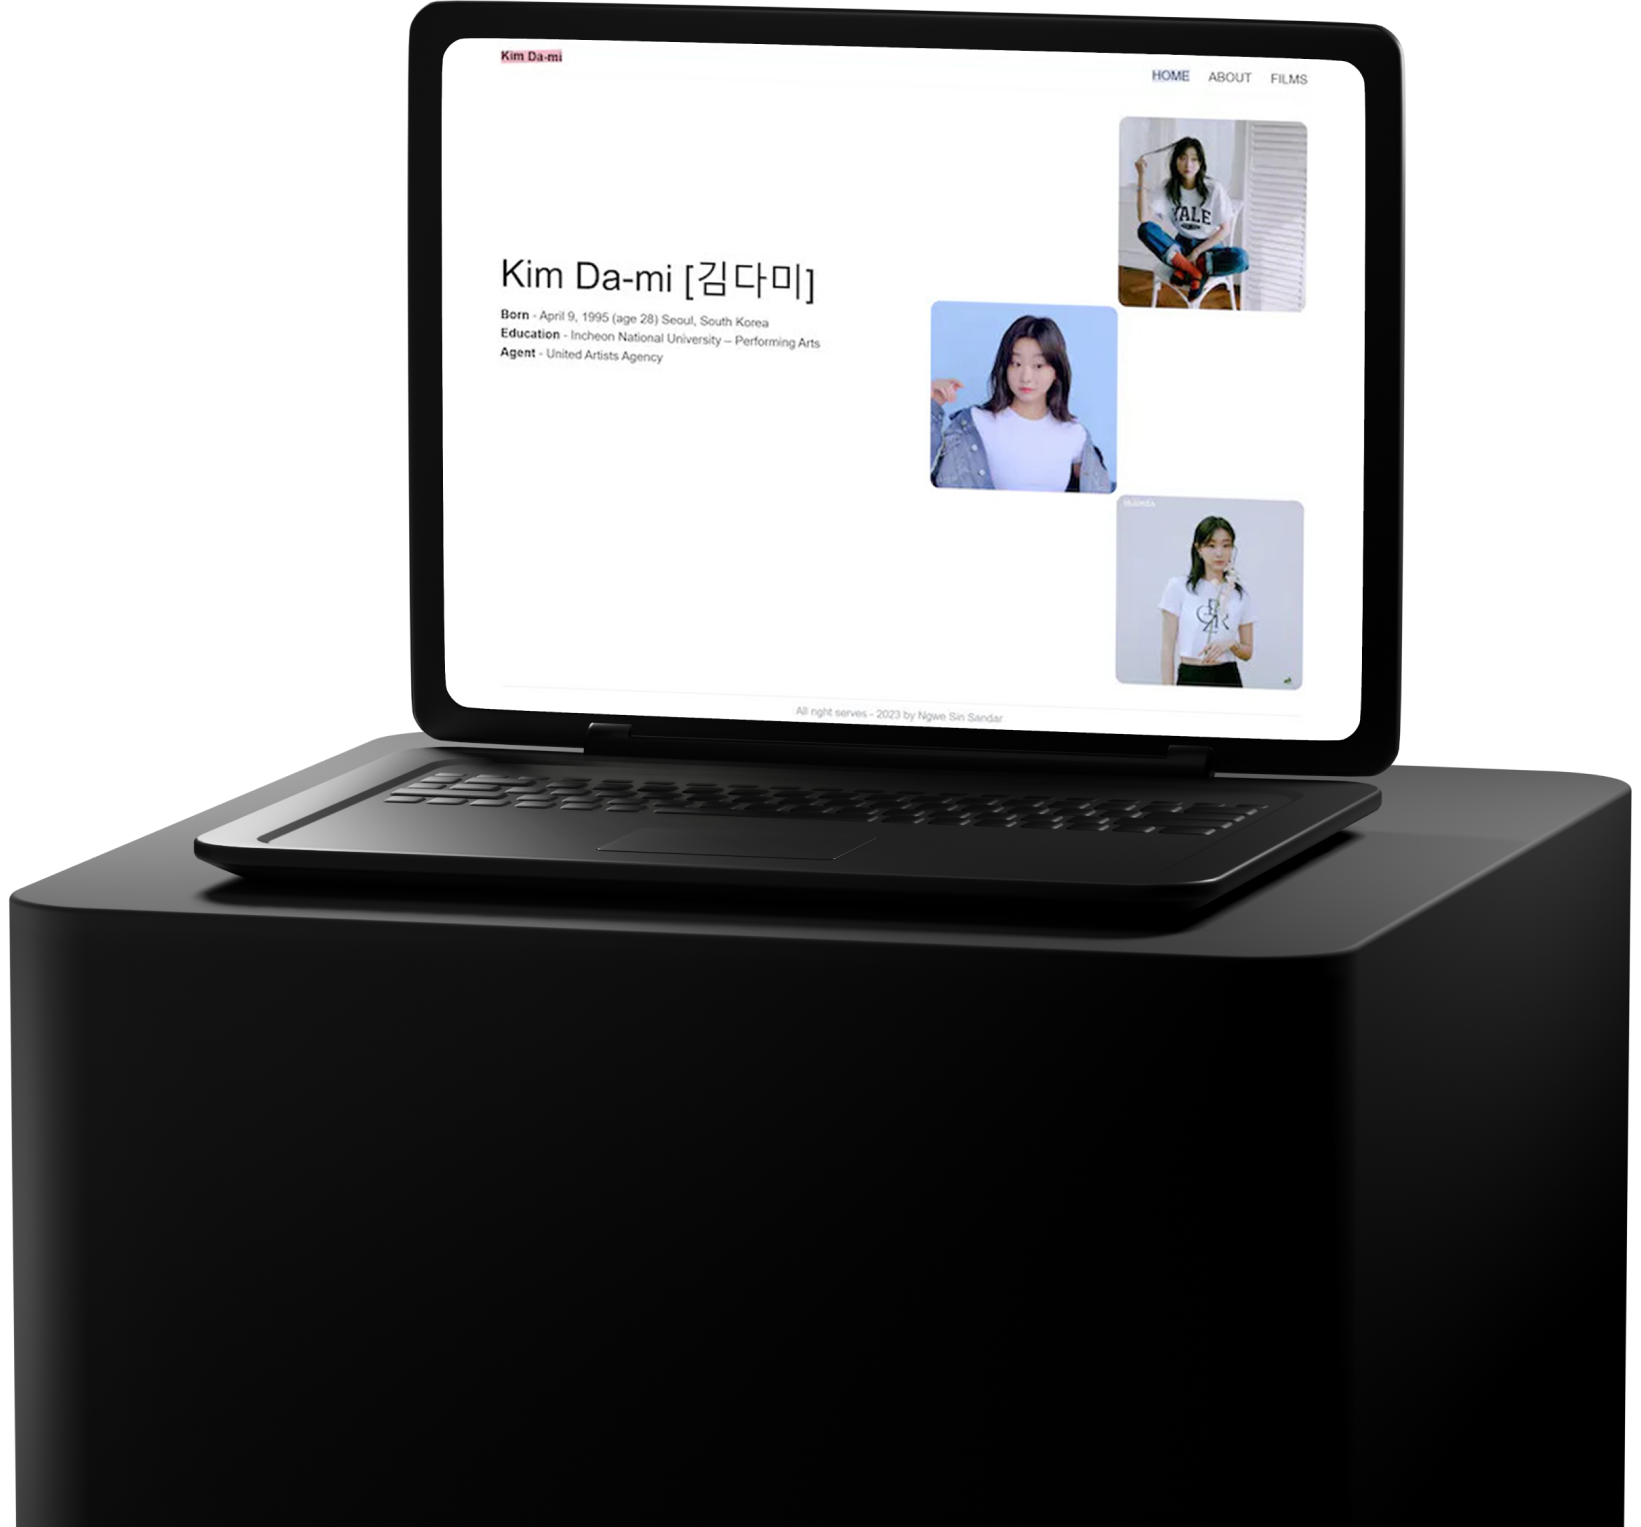 Kim Da-mi
HOME ABOUT FILMS
YALE
Kim Da-mi [김다미]
Born - April 9, 1995 (age 28) Seoul, South Korea
Education - Incheon National University – Performing Arts
Agent - United Artists Agency
All right serves - 2023 by Ngwe Sin Sandar